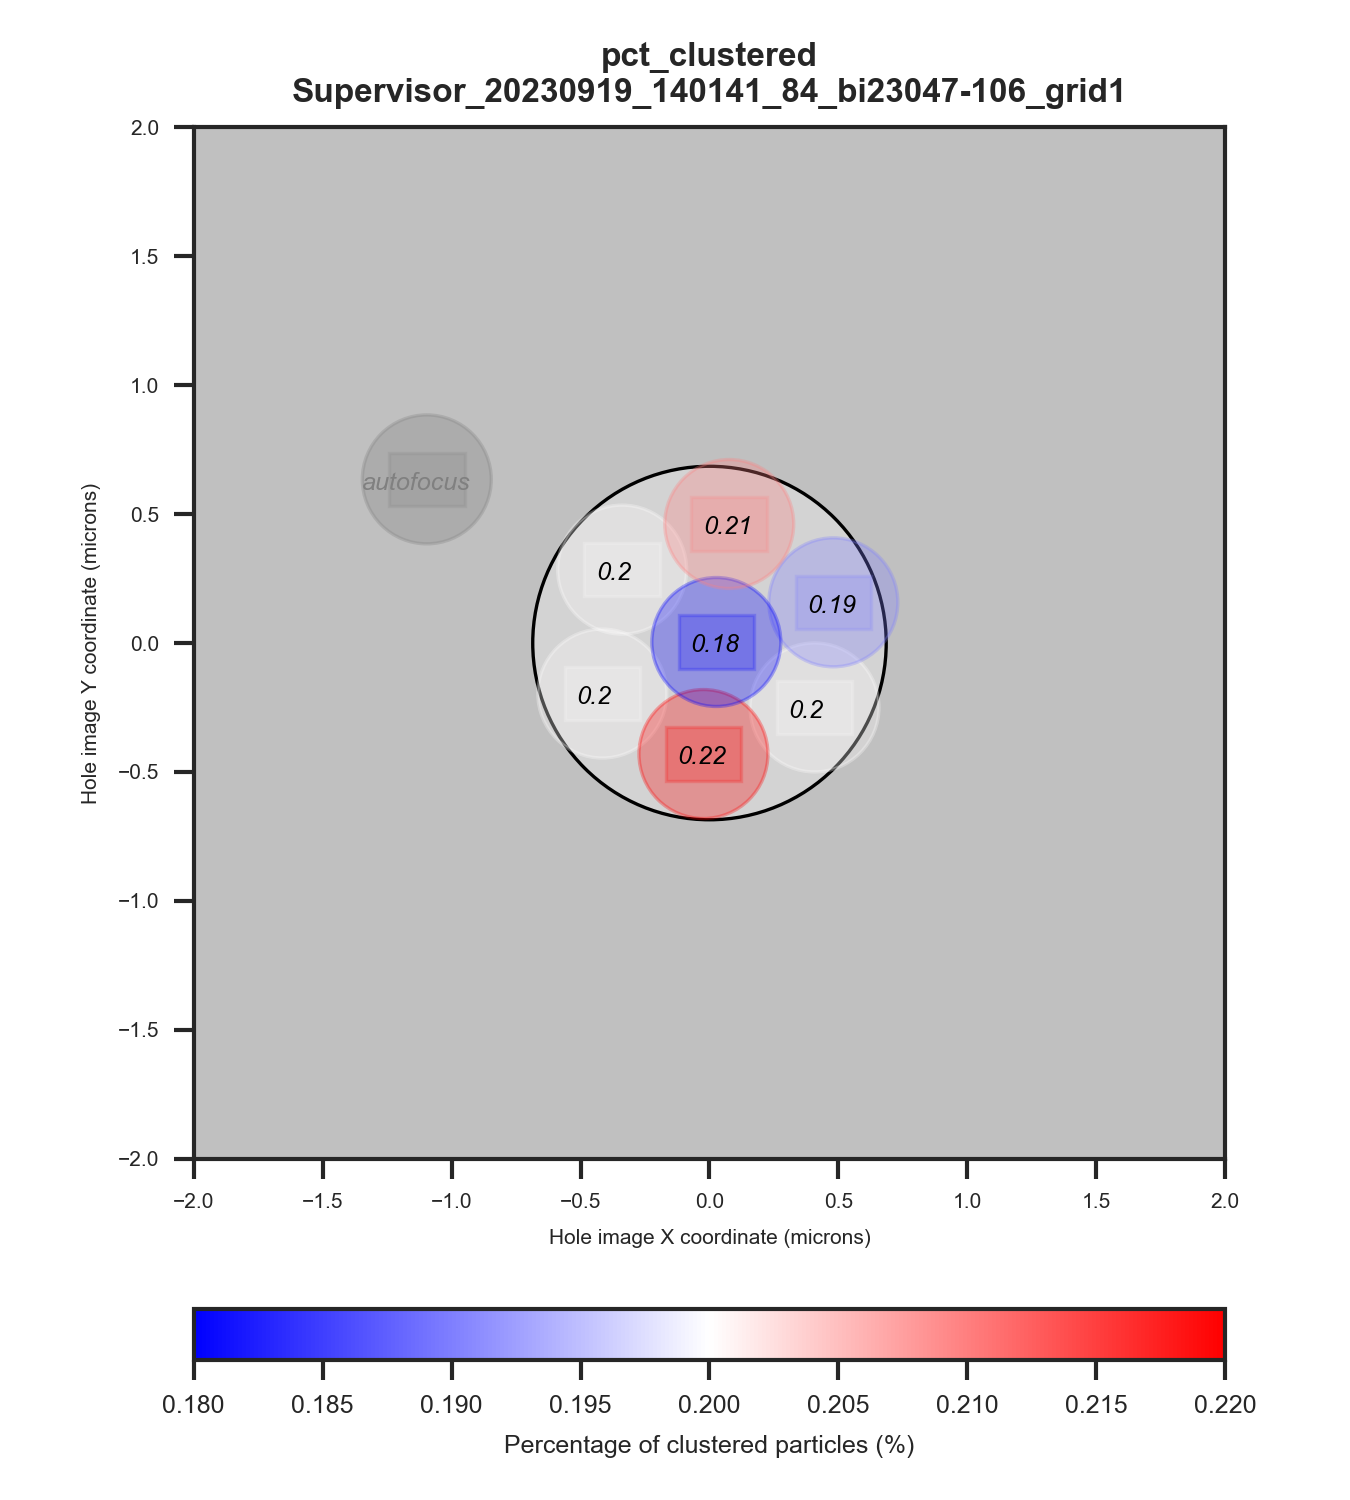 pct_clustered
Supervisor_20230919_140141_84_bi23047-106_grid1
2.0
1.5
1.0
0.5
0.0
−0.5
−1.0
−1.5
−2.0
Hole image Y coordinate (microns)
autofocus
0.21
0.2
0.19
0.18
0.2
0.2
0.22
−2.0 −1.5 −1.0 −0.5 0.0 0.5 1.0 1.5 2.0
Hole image X coordinate (microns)
0.180 0.185 0.190 0.195 0.200 0.205 0.210 0.215 0.220
Percentage of clustered particles (%)